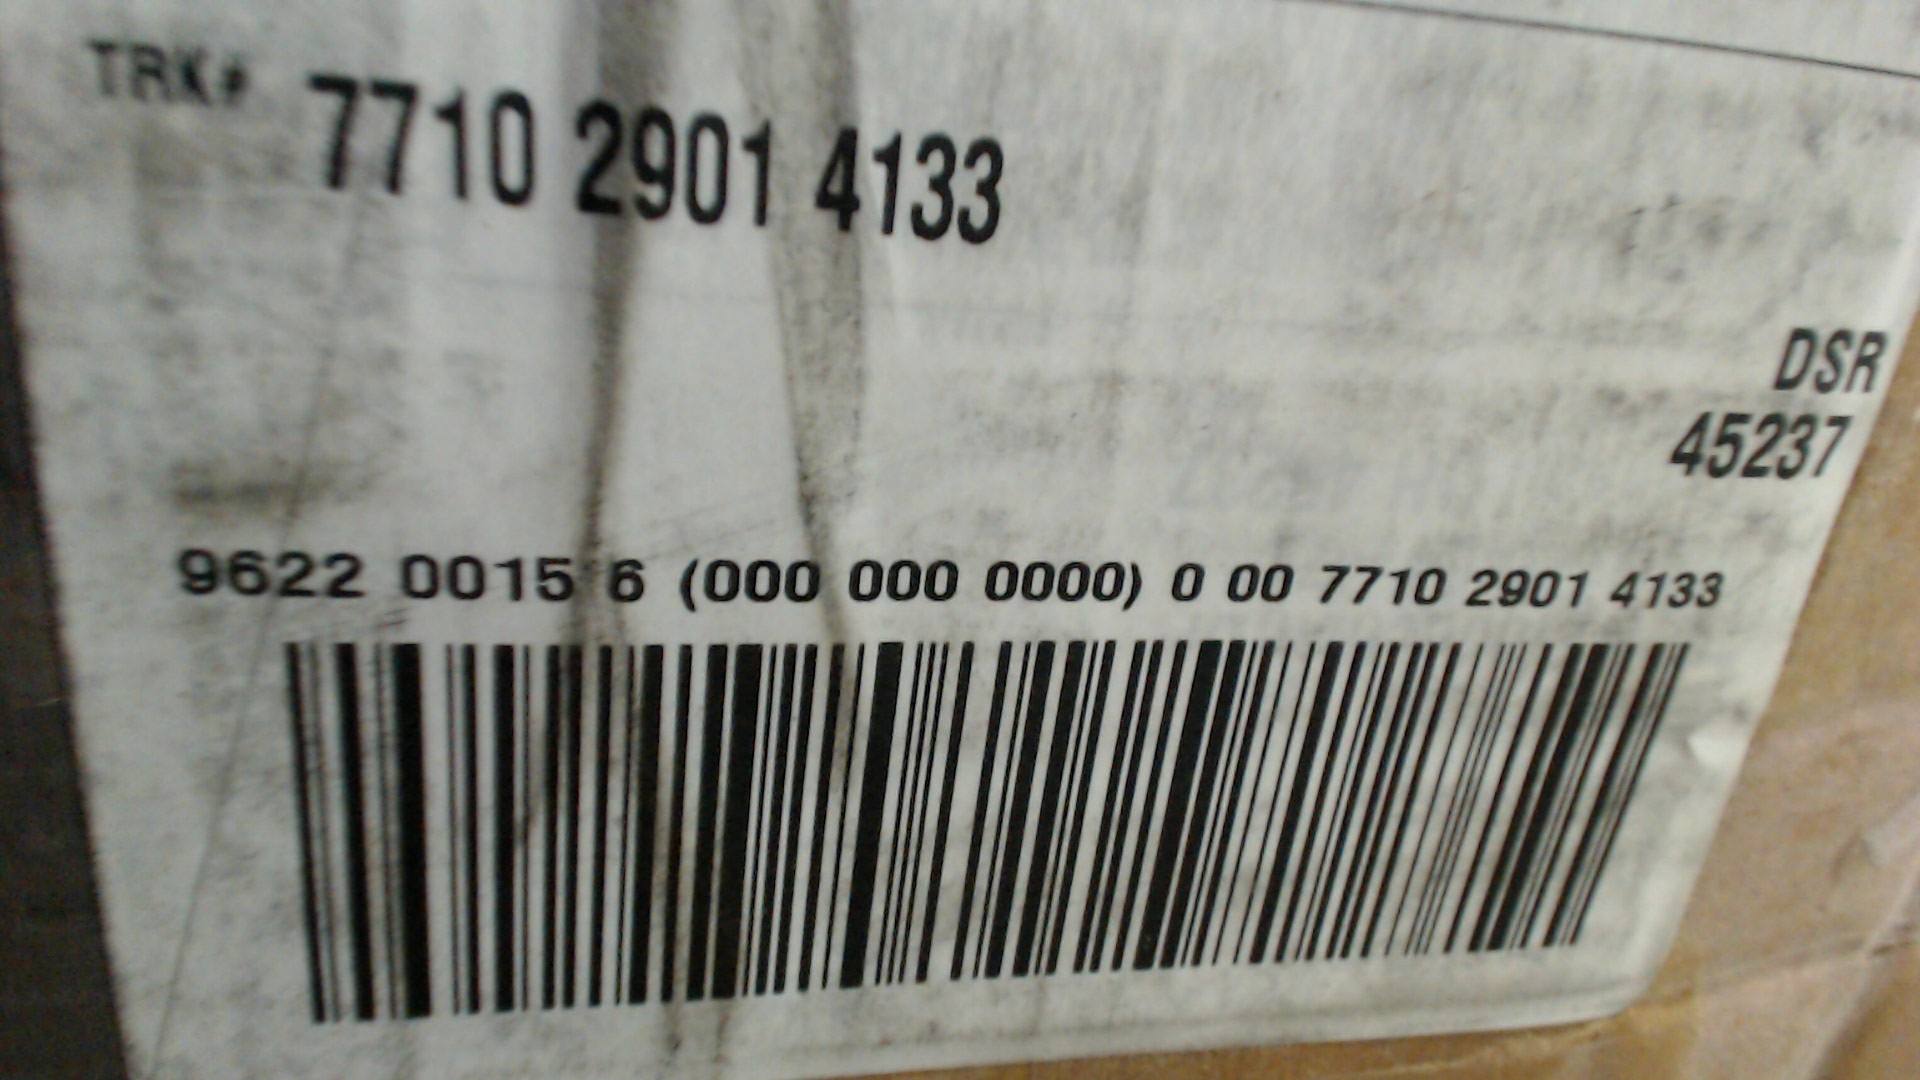 TRK# 7710 2901 4133
DSR
45237
9622 0015 6 (000 000 0000) 0 00 7710 2901 4133